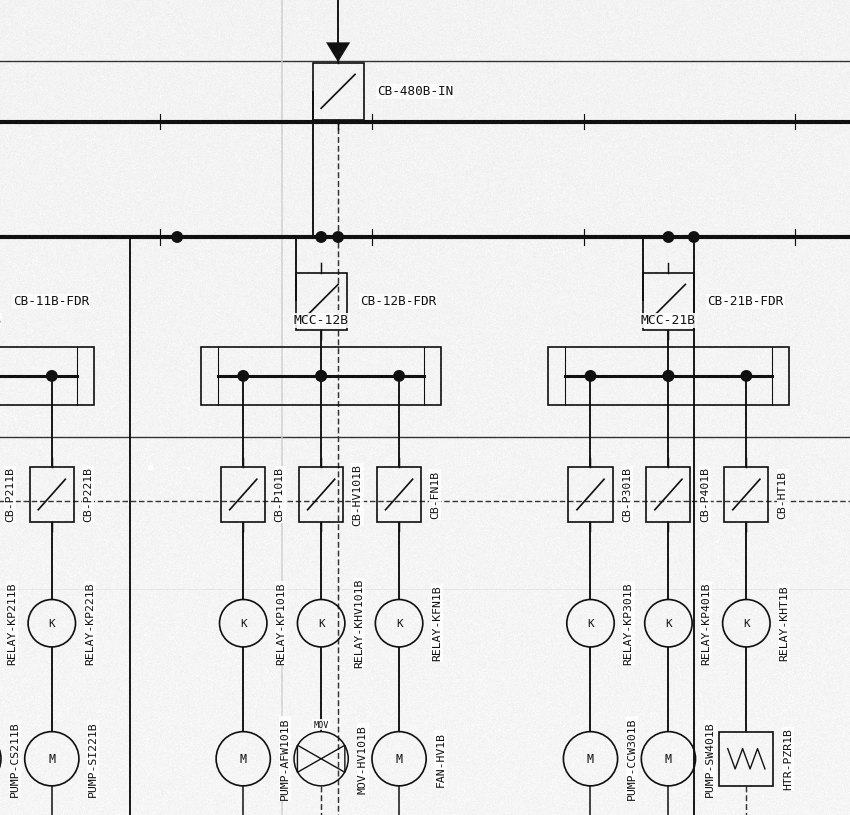 CB-480B-IN
CB-11B-FDR
CB-12B-FDR
CB-21B-FDR
MCC-12B
MCC-21B
CB-P211B
CB-P221B
CB-P101B
CB-HV101B
CB-FN1B
CB-P301B
CB-P401B
CB-HT1B
RELAY-KP211B
K
RELAY-KP221B
K
RELAY-KP101B
K
RELAY-KHV101B
K
RELAY-KFN1B
K
RELAY-KP301B
K
RELAY-KP401B
K
RELAY-KHT1B
MOV
PUMP-CS211B
M
PUMP-SI221B
M
PUMP-AFW101B
MOV-HV101B
M
FAN-HV1B
M
PUMP-CCW301B
M
PUMP-SW401B
HTR-PZR1B